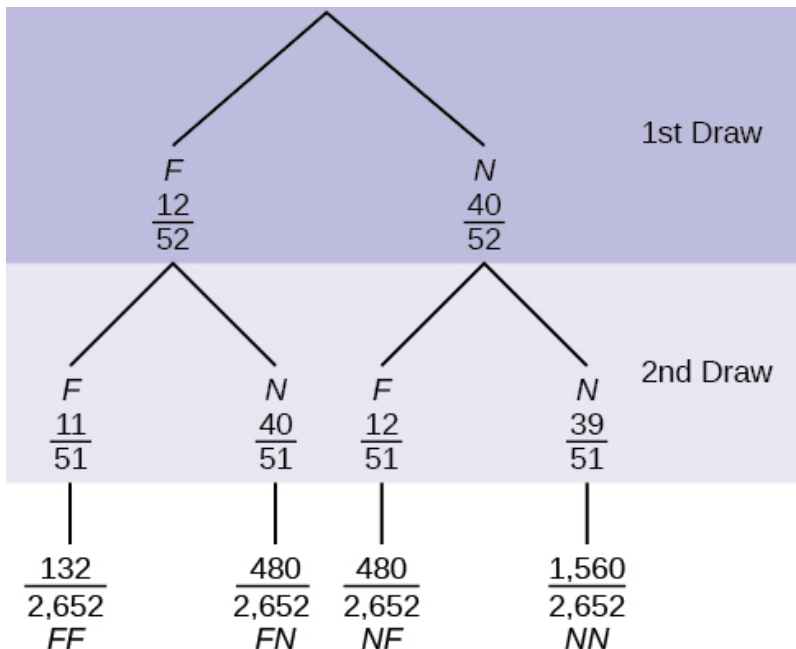 1st Draw
F N
12/52 40/52
2nd Draw
F N F N
11/51 40/51 12/51 39/51
132/2,652 480/2,652 480/2,652 1,560/2,652
FF FN NF NN